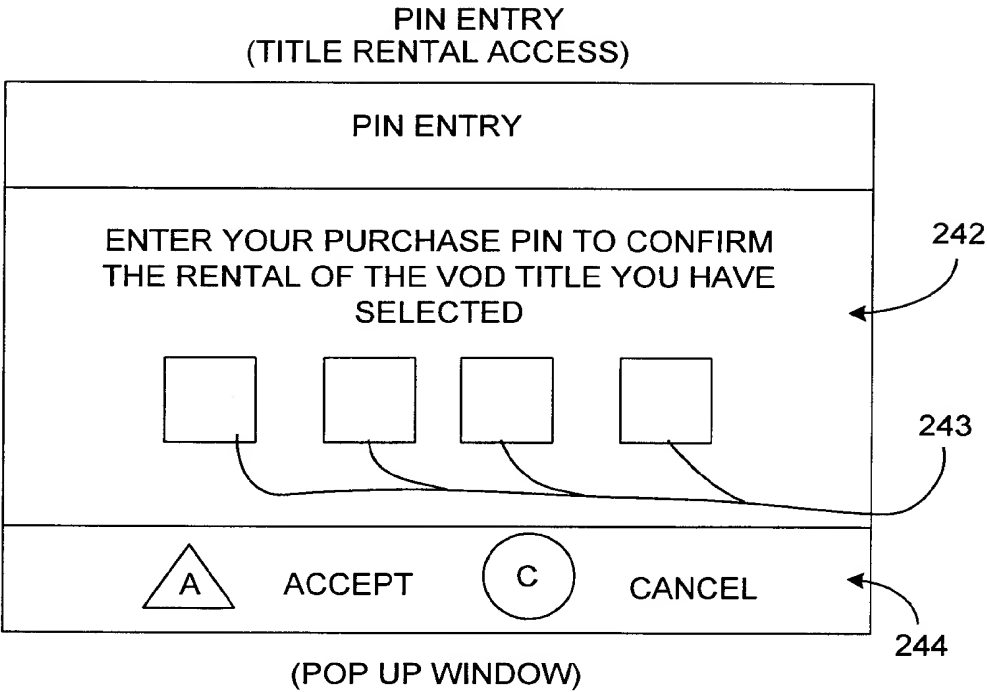 PIN ENTRY
(TITLE RENTAL ACCESS)
PIN ENTRY
ENTER YOUR PURCHASE PIN TO CONFIRM
THE RENTAL OF THE VOD TITLE YOU HAVE
SELECTED
242
243
A ACCEPT C CANCEL
244
(POP UP WINDOW)